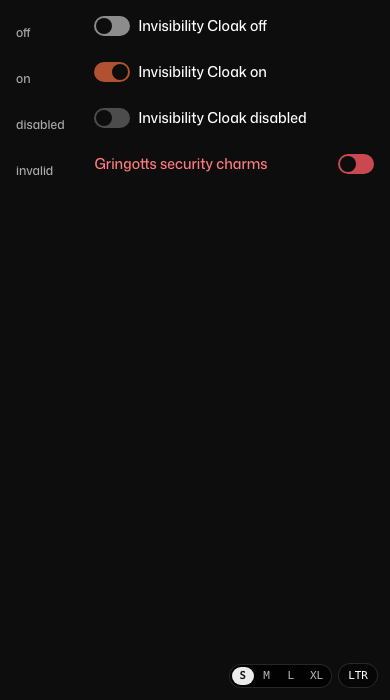 off Invisibility Cloak off
on Invisibility Cloak on
disabled Invisibility Cloak disabled
invalid Gringotts security charms
S M L XL LTR